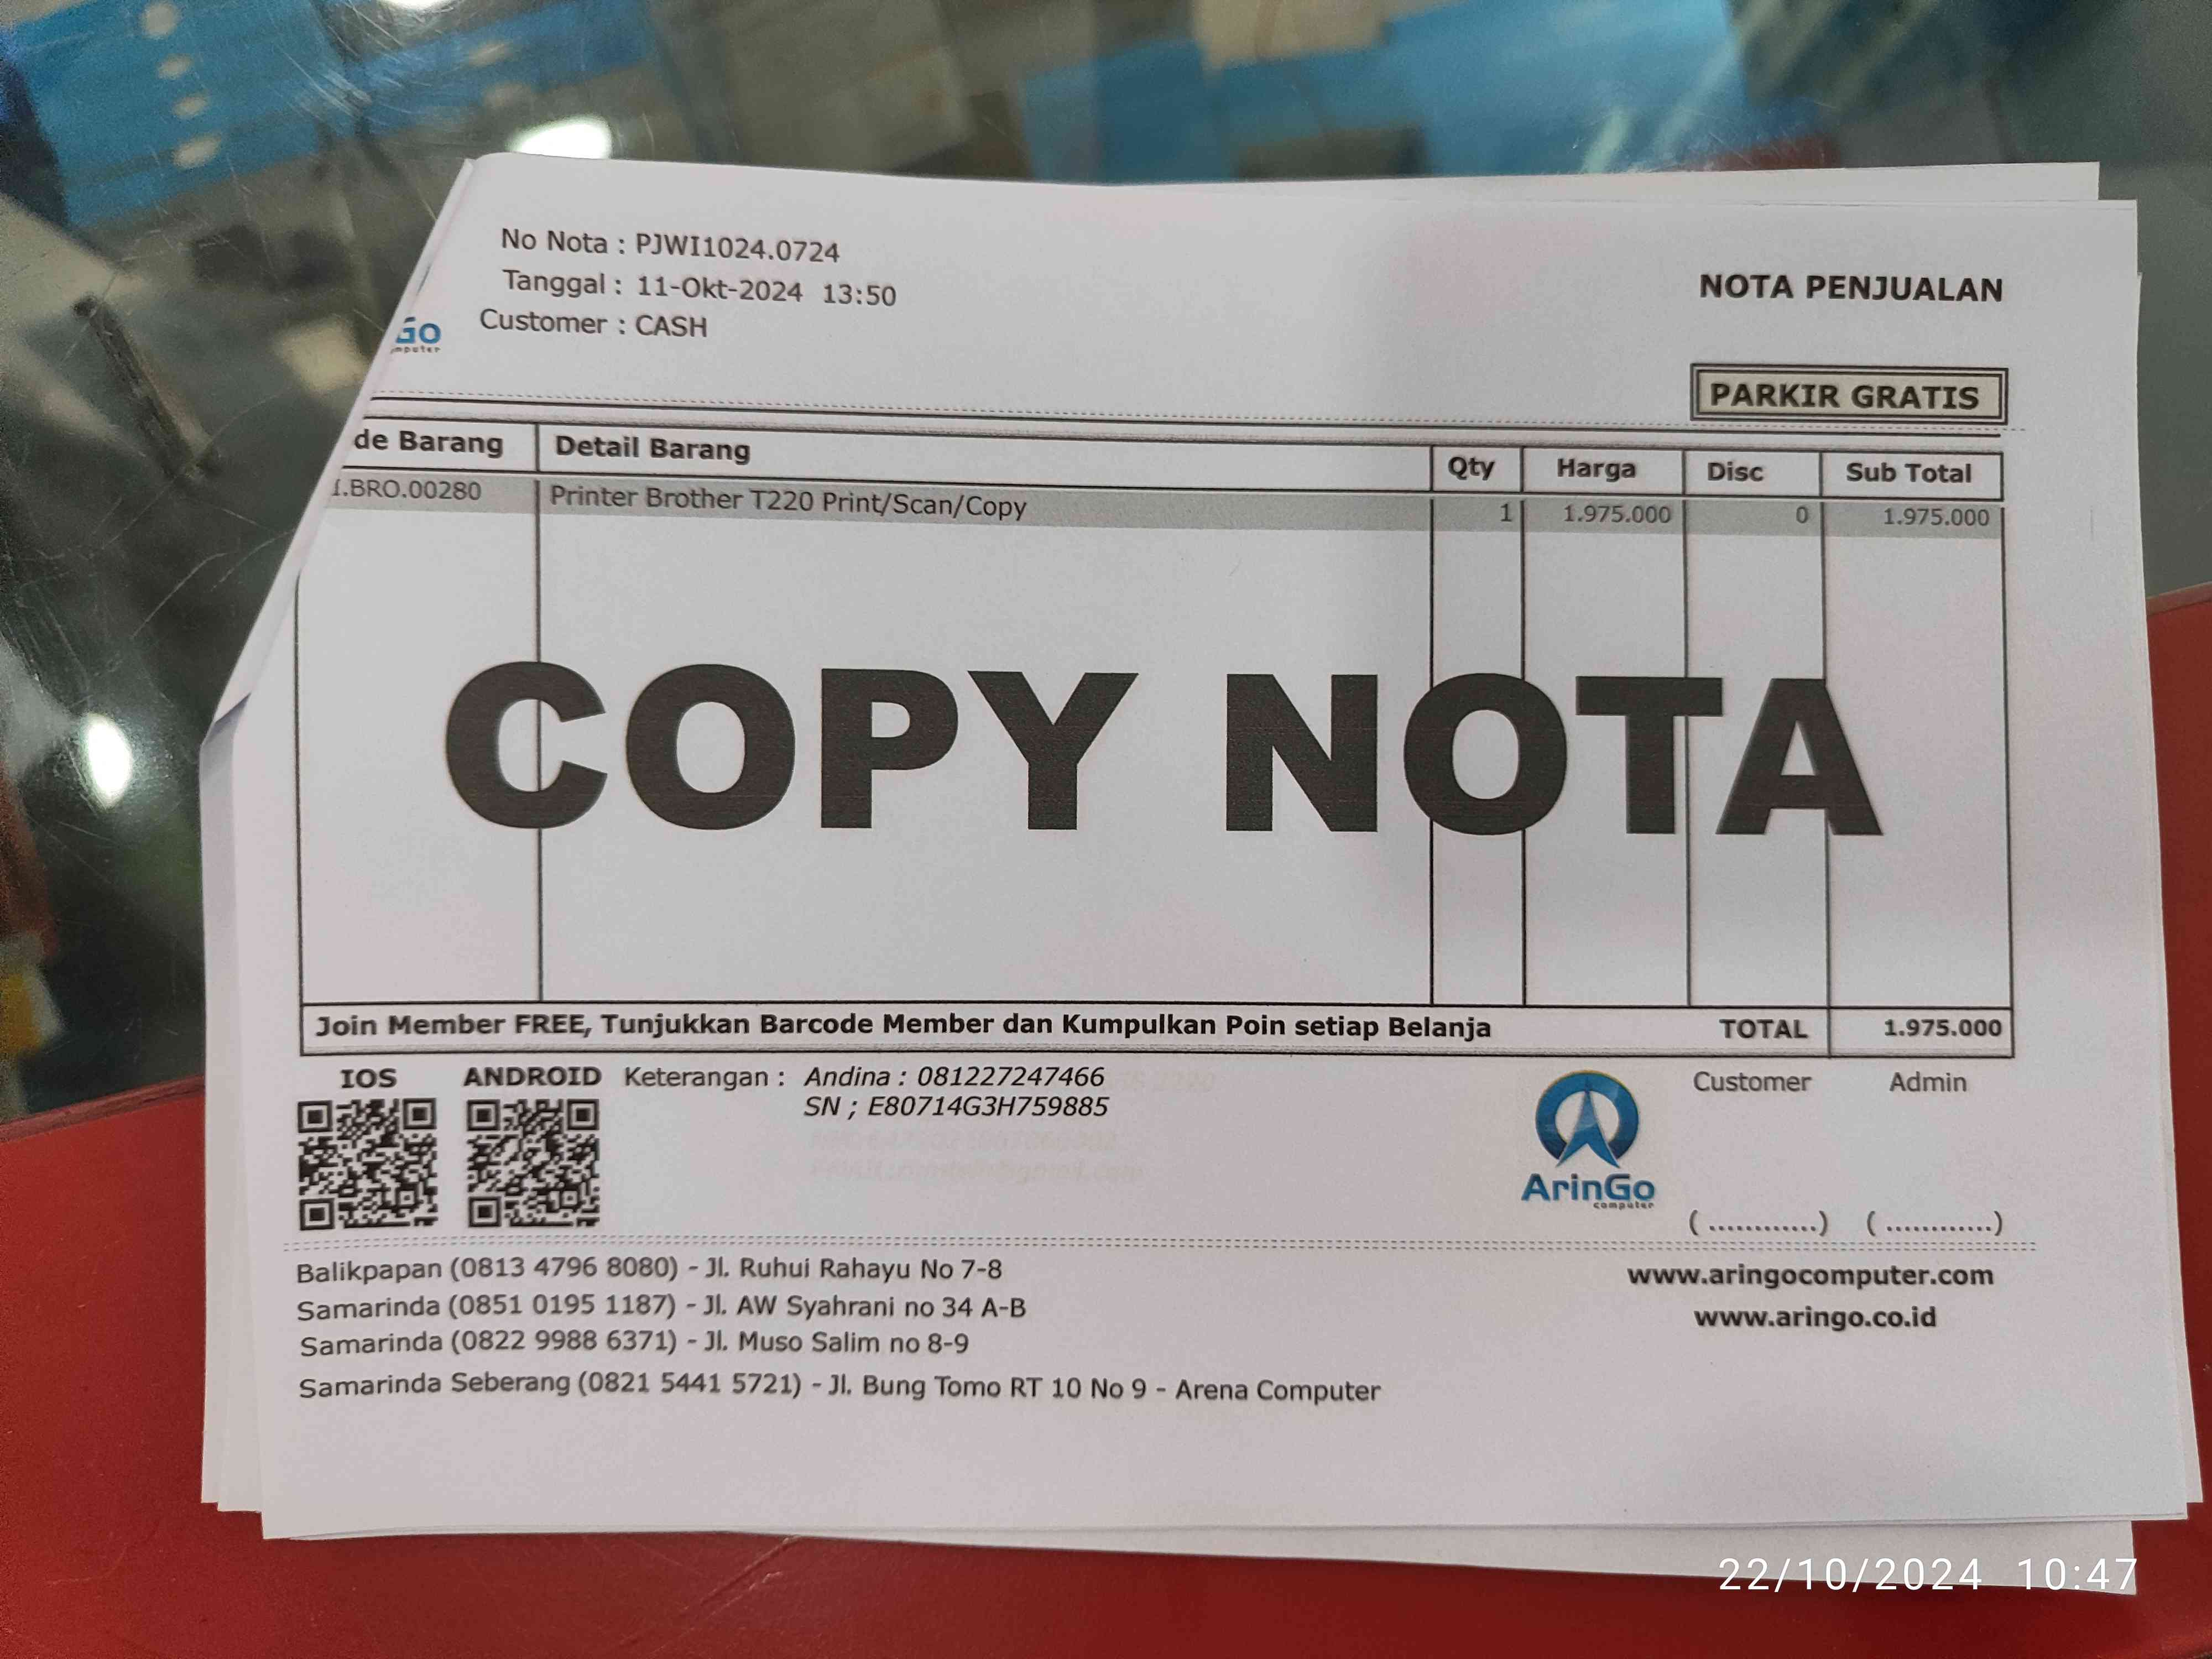 No Nota : PJWI1024.0724
Tanggal : 11-Okt-2024 13:50
Customer : CASH
NOTA PENJUALAN
Go
mputer
PARKIR GRATIS
de Barang Detail Barang Qty Harga Disc Sub Total
I.BRO.00280 Printer Brother T220 Print/Scan/Copy 1 1.975.000 0 1.975.000
COPY NOTA
Join Member FREE, Tunjukkan Barcode Member dan Kumpulkan Poin setiap Belanja TOTAL 1.975.000
IOS ANDROID Keterangan : Andina : 081227247466
SN ; E80714G3H759885
Customer Admin
ArinGo
computer
( ............) ( ............)
Balikpapan (0813 4796 8080) - Jl. Ruhui Rahayu No 7-8
Samarinda (0851 0195 1187) - Jl. AW Syahrani no 34 A-B
Samarinda (0822 9988 6371) - Jl. Muso Salim no 8-9
Samarinda Seberang (0821 5441 5721) - Jl. Bung Tomo RT 10 No 9 - Arena Computer
www.aringocomputer.com
www.aringo.co.id
22/10/2024 10:47